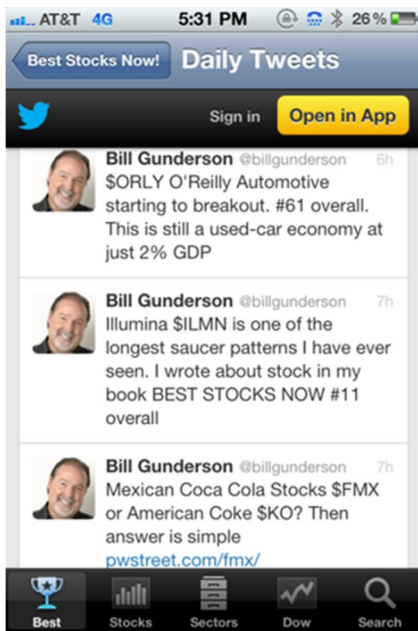 AT&T 4G 5:31 PM 26%
Best Stocks Now! Daily Tweets
Sign in Open in App
Bill Gunderson @billgunderson 6h
$ORLY O'Reilly Automotive
starting to breakout. #61 overall.
This is still a used-car economy at
just 2% GDP
Bill Gunderson @billgunderson 7h
Illumina $ILMN is one of the
longest saucer patterns I have ever
seen. I wrote about stock in my
book BEST STOCKS NOW #11
overall
Bill Gunderson @billgunderson 7h
Mexican Coca Cola Stocks $FMX
or American Coke $KO? Then
answer is simple
pwstreet.com/fmx/
Best Stocks Sectors Dow Search